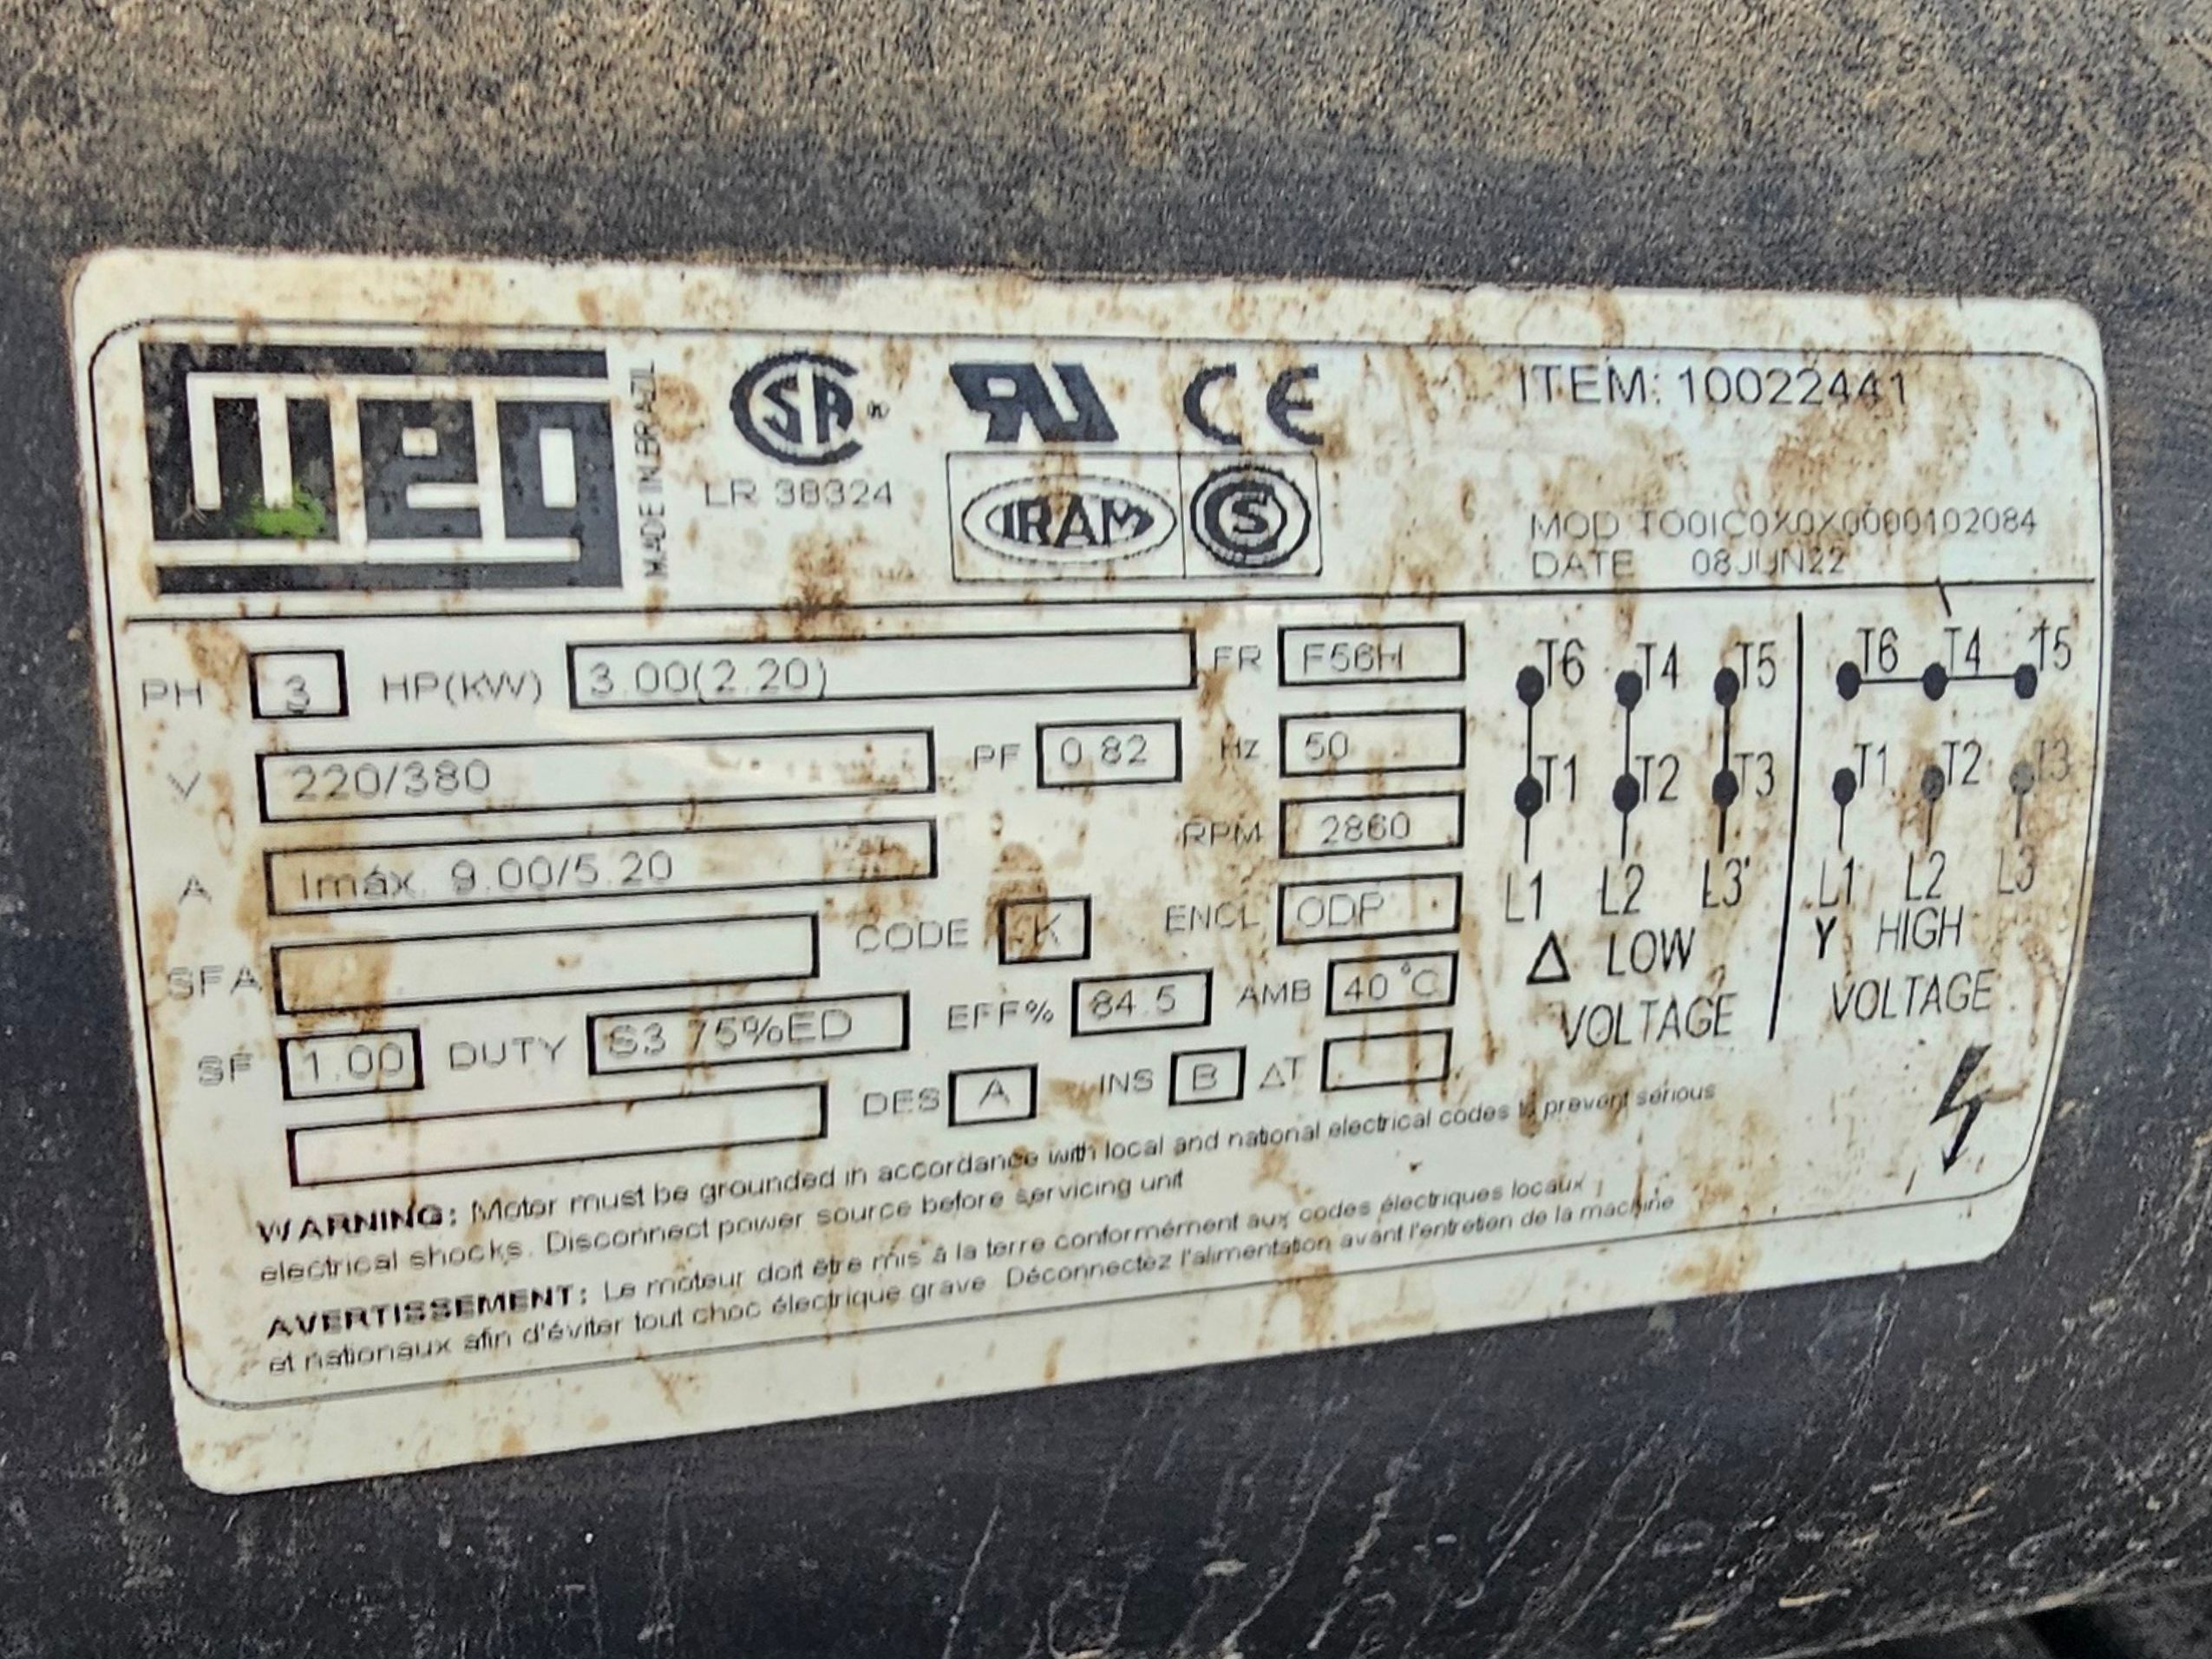 weg
MADE IN BRAZIL
CSA
LR 38324
RU
CE
IRAM
S
ITEM: 10022441
MOD TO0IC0X0X0000102084
DATE 08JUN22
PH 3 HP(KW) 3.00(2.20) FR F56H
V 220/380 PF 0.82 Hz 50
A Imáx. 9.00/5.20 RPM 2860
SFA CODE K ENCL ODP
SF 1.00 DUTY S3 75%ED EFF% 84.5 AMB 40°C
DES A INS B ΔT
T6 T4 T5
T1 T2 T3
L1 L2 L3
Δ LOW
VOLTAGE
T6 T4 T5
T1 T2 T3
L1 L2 L3
Y HIGH
VOLTAGE
WARNING: Motor must be grounded in accordance with local and national electrical codes to prevent serious
electrical shocks. Disconnect power source before servicing unit
AVERTISSEMENT: Le moteur doit être mis à la terre conformément aux codes électriques locaux
et nationaux afin d'éviter tout choc électrique grave. Déconnectez l'alimentation avant l'entretien de la machine